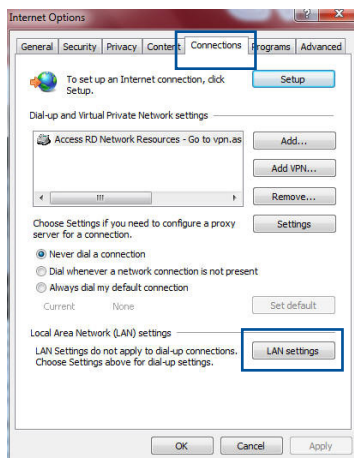 Internet Options
General Security Privacy Content Connections Programs Advanced
To set up an Internet connection, click
Setup.
Setup
Dial-up and Virtual Private Network settings
Access RD Network Resources - Go to vpn.as
Add...
Add VPN...
Remove...
Choose Settings if you need to configure a proxy
server for a connection.
Settings
Never dial a connection
Dial whenever a network connection is not present
Always dial my default connection
Current None
Set default
Local Area Network (LAN) settings
LAN Settings do not apply to dial-up connections.
Choose Settings above for dial-up settings.
LAN settings
OK Cancel Apply